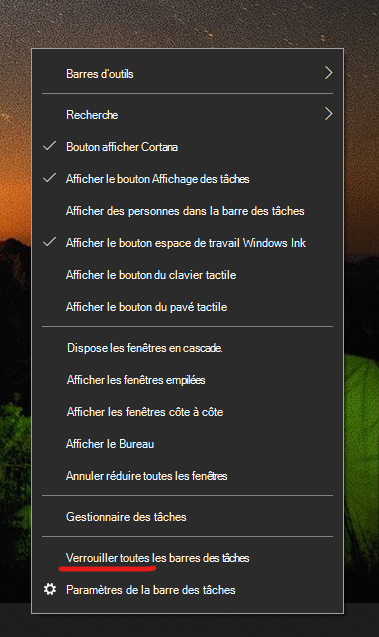 Barres d'outils
Recherche
Bouton afficher Cortana
Afficher le bouton Affichage des tâches
Afficher des personnes dans la barre des tâches
Afficher le bouton espace de travail Windows Ink
Afficher le bouton du clavier tactile
Afficher le bouton du pavé tactile
Dispose les fenêtres en cascade.
Afficher les fenêtres empilées
Afficher les fenêtres côte à côte
Afficher le Bureau
Annuler réduire toutes les fenêtres
Gestionnaire des tâches
Verrouiller toutes les barres des tâches
Paramètres de la barre des tâches